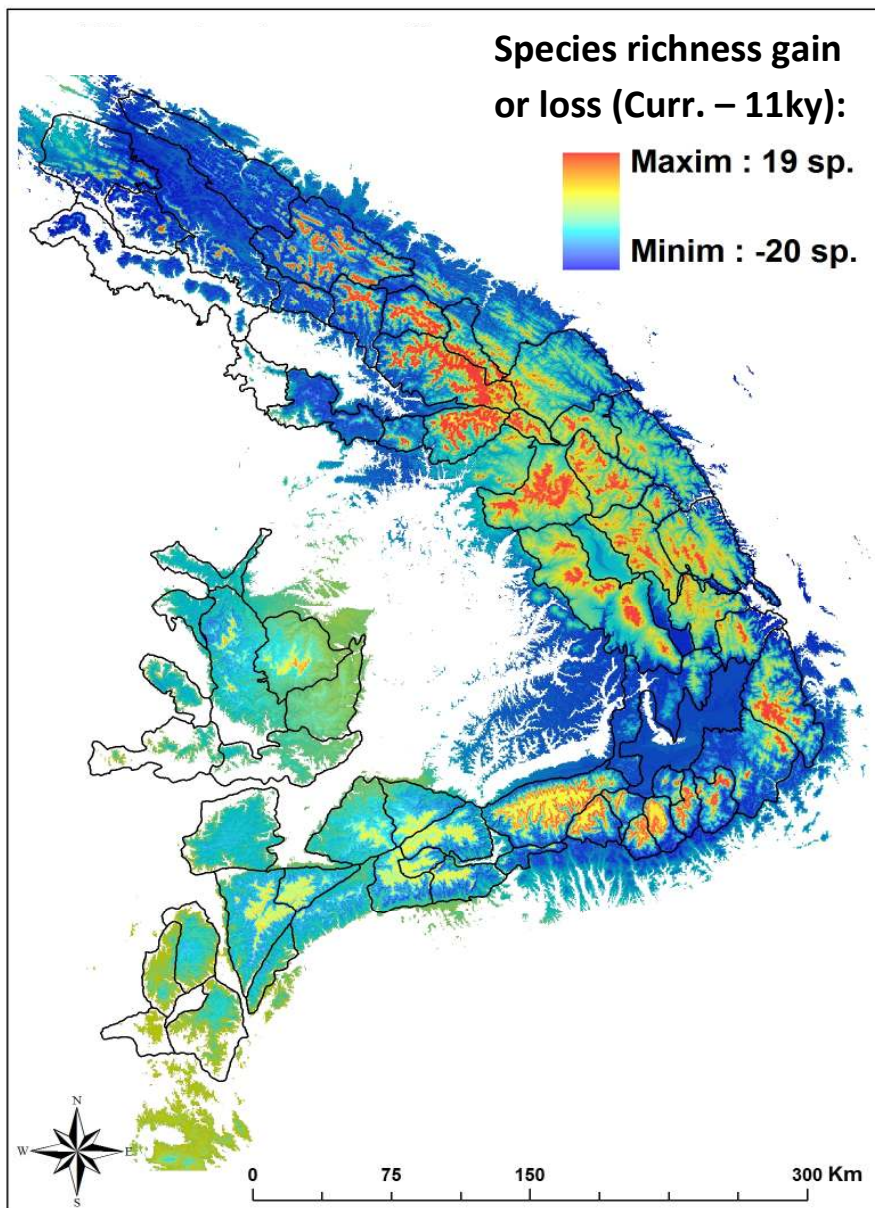 Species richness gain
or loss (Curr. – 11ky):
Maxim : 19 sp.
Minim : -20 sp.
N
W E
S
0 75 150 300 Km